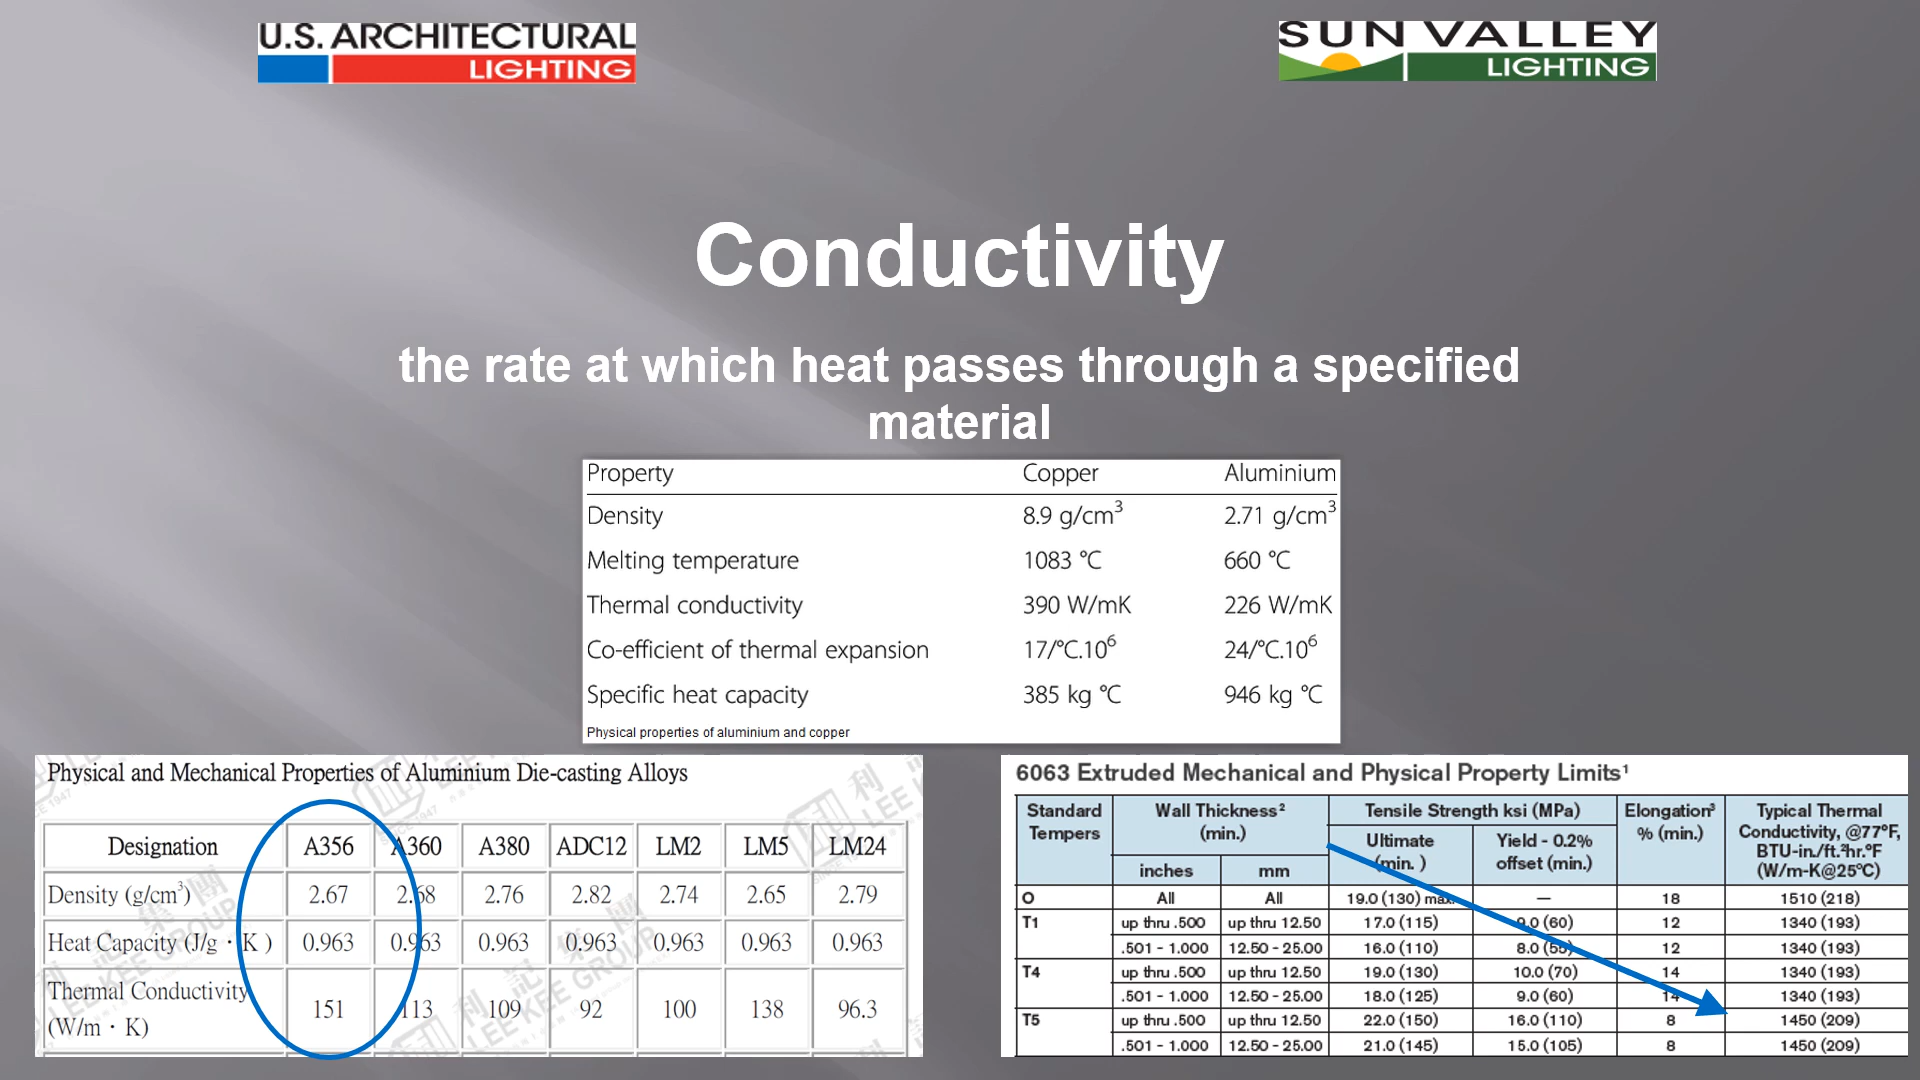 U.S. ARCHITECTURAL
LIGHTING
SUN VALLEY
LIGHTING
Conductivity
the rate at which heat passes through a specified
material
Property Copper Aluminium
Density 8.9 g/cm³ 2.71 g/cm³
Melting temperature 1083 °C 660 °C
Thermal conductivity 390 W/mK 226 W/mK
Co-efficient of thermal expansion 17/°C.10⁶ 24/°C.10⁶
Specific heat capacity 385 kg °C 946 kg °C
Physical properties of aluminium and copper
Physical and Mechanical Properties of Aluminium Die-casting Alloys
Designation A356 A360 A380 ADC12 LM2 LM5 LM24
Density (g/cm³) 2.67 2.68 2.76 2.82 2.74 2.65 2.79
Heat Capacity (J/g・K ) 0.963 0.963 0.963 0.963 0.963 0.963 0.963
Thermal Conductivity
(W/m・K) 151 113 109 92 100 138 96.3
6063 Extruded Mechanical and Physical Property Limits¹
Standard
Tempers
Wall Thickness²
(min.)
inches mm
Tensile Strength ksi (MPa)
Ultimate
(min. )
Yield - 0.2%
offset (min.)
Elongation³
% (min.)
Typical Thermal
Conductivity, @77°F,
BTU-in./ft.²hr.°F
(W/m-K@25°C)
O All All 19.0 (130) max. — 18 1510 (218)
T1 up thru .500 up thru 12.50 17.0 (115) 9.0 (60) 12 1340 (193)
.501 - 1.000 12.50 - 25.00 16.0 (110) 8.0 (55) 12 1340 (193)
T4 up thru .500 up thru 12.50 19.0 (130) 10.0 (70) 14 1340 (193)
.501 - 1.000 12.50 - 25.00 18.0 (125) 9.0 (60) 14 1340 (193)
T5 up thru .500 up thru 12.50 22.0 (150) 16.0 (110) 8 1450 (209)
.501 - 1.000 12.50 - 25.00 21.0 (145) 15.0 (105) 8 1450 (209)
利記集團
LEE KEE GROUP